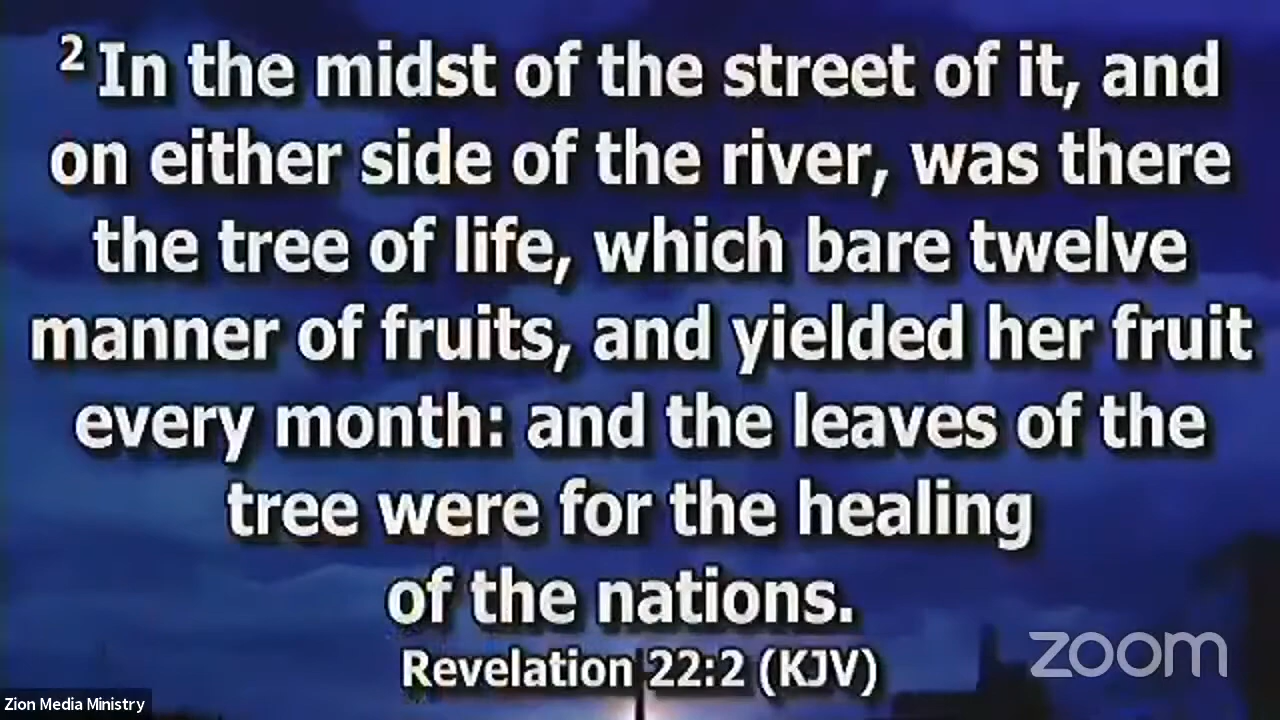 2 In the midst of the street of it, and
on either side of the river, was there
the tree of life, which bare twelve
manner of fruits, and yielded her fruit
every month: and the leaves of the
tree were for the healing
of the nations.
Revelation 22:2 (KJV)
zoom
Zion Media Ministry